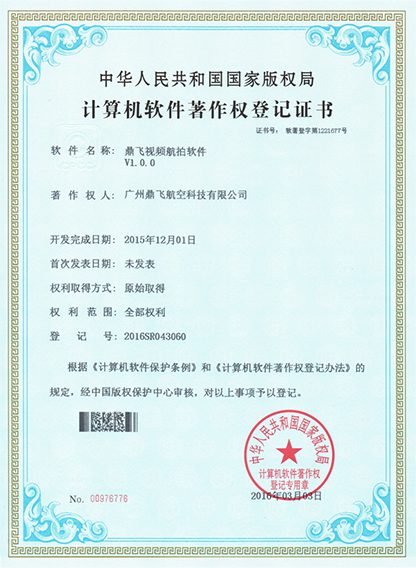 中华人民共和国国家版权局
计算机软件著作权登记证书
证书号： 软著登字第1221677号
软件名称： 鼎飞视频航拍软件
V1.0.0
著作权人： 广州鼎飞航空科技有限公司
开发完成日期： 2015年12月01日
首次发表日期： 未发表
权利取得方式： 原始取得
权利范围： 全部权利
登记号： 2016SR043060
根据《计算机软件保护条例》和《计算机软件著作权登记办法》的
规定，经中国版权保护中心审核，对以上事项予以登记。
中华人民共和国国家版权局
计算机软件著作权
登记专用章
No. 00976776
2016年03月03日